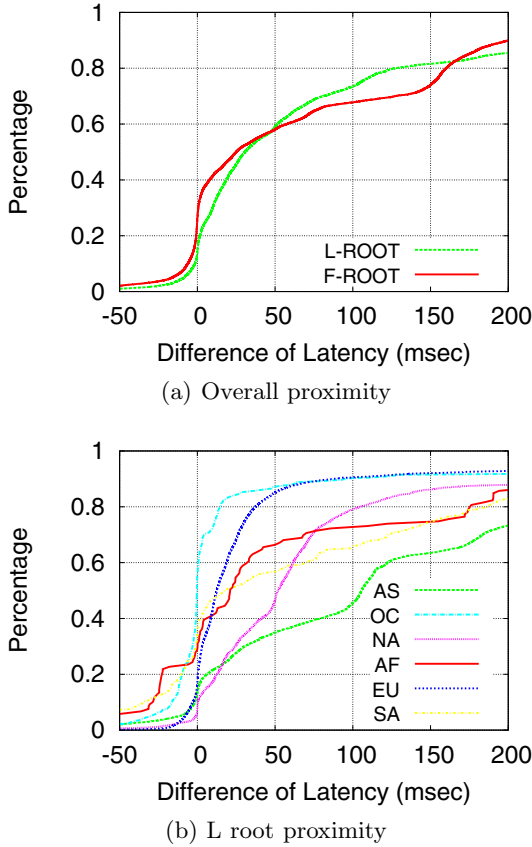 1
0.8
0.6
0.4
0.2
0
Percentage
L-ROOT
F-ROOT
-50 0 50 100 150 200
Difference of Latency (msec)
(a) Overall proximity
1
0.8
0.6
0.4
0.2
0
Percentage
AS
OC
NA
AF
EU
SA
-50 0 50 100 150 200
Difference of Latency (msec)
(b) L root proximity